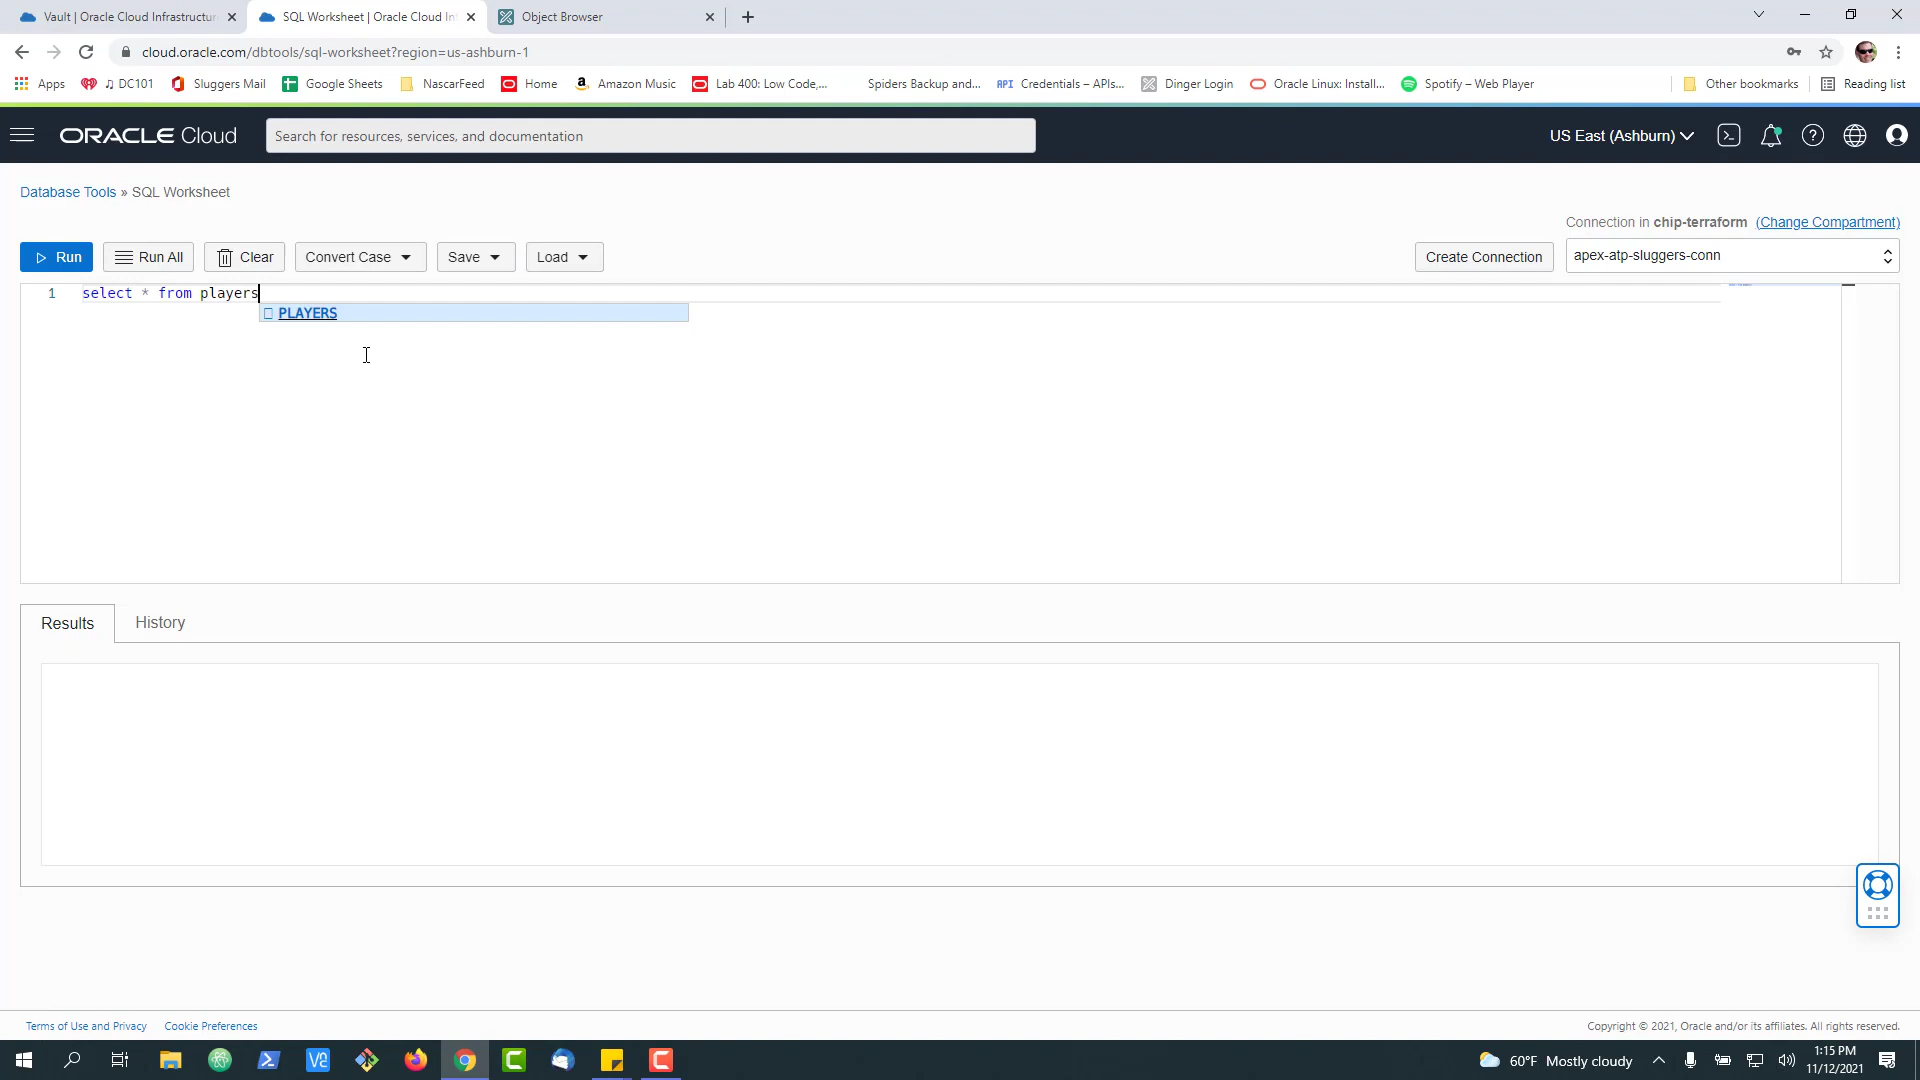 Vault | Oracle Cloud Infrastructur
SQL Worksheet | Oracle Cloud In
Object Browser
cloud.oracle.com/dbtools/sql-worksheet?region=us-ashburn-1
Apps
♫ DC101
Sluggers Mail
Google Sheets
NascarFeed
Home
Amazon Music
Lab 400: Low Code,...
Spiders Backup and...
API Credentials – APIs...
Dinger Login
Oracle Linux: Install...
Spotify – Web Player
Other bookmarks
Reading list
ORACLE Cloud
Search for resources, services, and documentation
US East (Ashburn)
Database Tools » SQL Worksheet
Connection in chip-terraform (Change Compartment)
Run
Run All
Clear
Convert Case
Save
Load
Create Connection
apex-atp-sluggers-conn
1 select * from players
PLAYERS
Results
History
Terms of Use and Privacy
Cookie Preferences
Copyright © 2021, Oracle and/or its affiliates. All rights reserved.
60°F Mostly cloudy
1:15 PM
11/12/2021